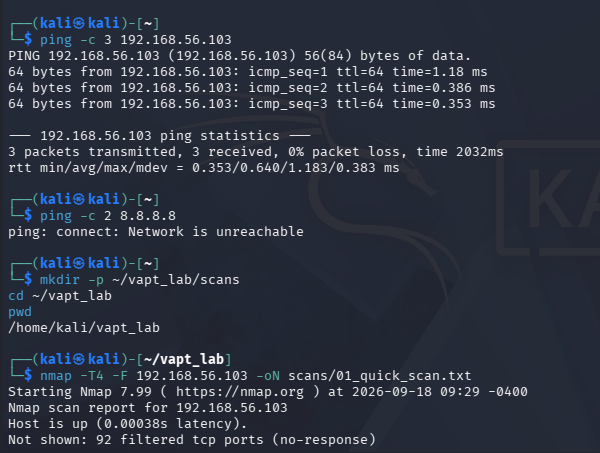 ┌──(kali㉿kali)-[~]
└─$ ping -c 3 192.168.56.103
PING 192.168.56.103 (192.168.56.103) 56(84) bytes of data.
64 bytes from 192.168.56.103: icmp_seq=1 ttl=64 time=1.18 ms
64 bytes from 192.168.56.103: icmp_seq=2 ttl=64 time=0.386 ms
64 bytes from 192.168.56.103: icmp_seq=3 ttl=64 time=0.353 ms

── 192.168.56.103 ping statistics ──
3 packets transmitted, 3 received, 0% packet loss, time 2032ms
rtt min/avg/max/mdev = 0.353/0.640/1.183/0.383 ms

┌──(kali㉿kali)-[~]
└─$ ping -c 2 8.8.8.8
ping: connect: Network is unreachable

┌──(kali㉿kali)-[~]
└─$ mkdir -p ~/vapt_lab/scans
cd ~/vapt_lab
pwd
/home/kali/vapt_lab

┌──(kali㉿kali)-[~/vapt_lab]
└─$ nmap -T4 -F 192.168.56.103 -oN scans/01_quick_scan.txt
Starting Nmap 7.99 ( https://nmap.org ) at 2026-09-18 09:29 -0400
Nmap scan report for 192.168.56.103
Host is up (0.00038s latency).
Not shown: 92 filtered tcp ports (no-response)
KA